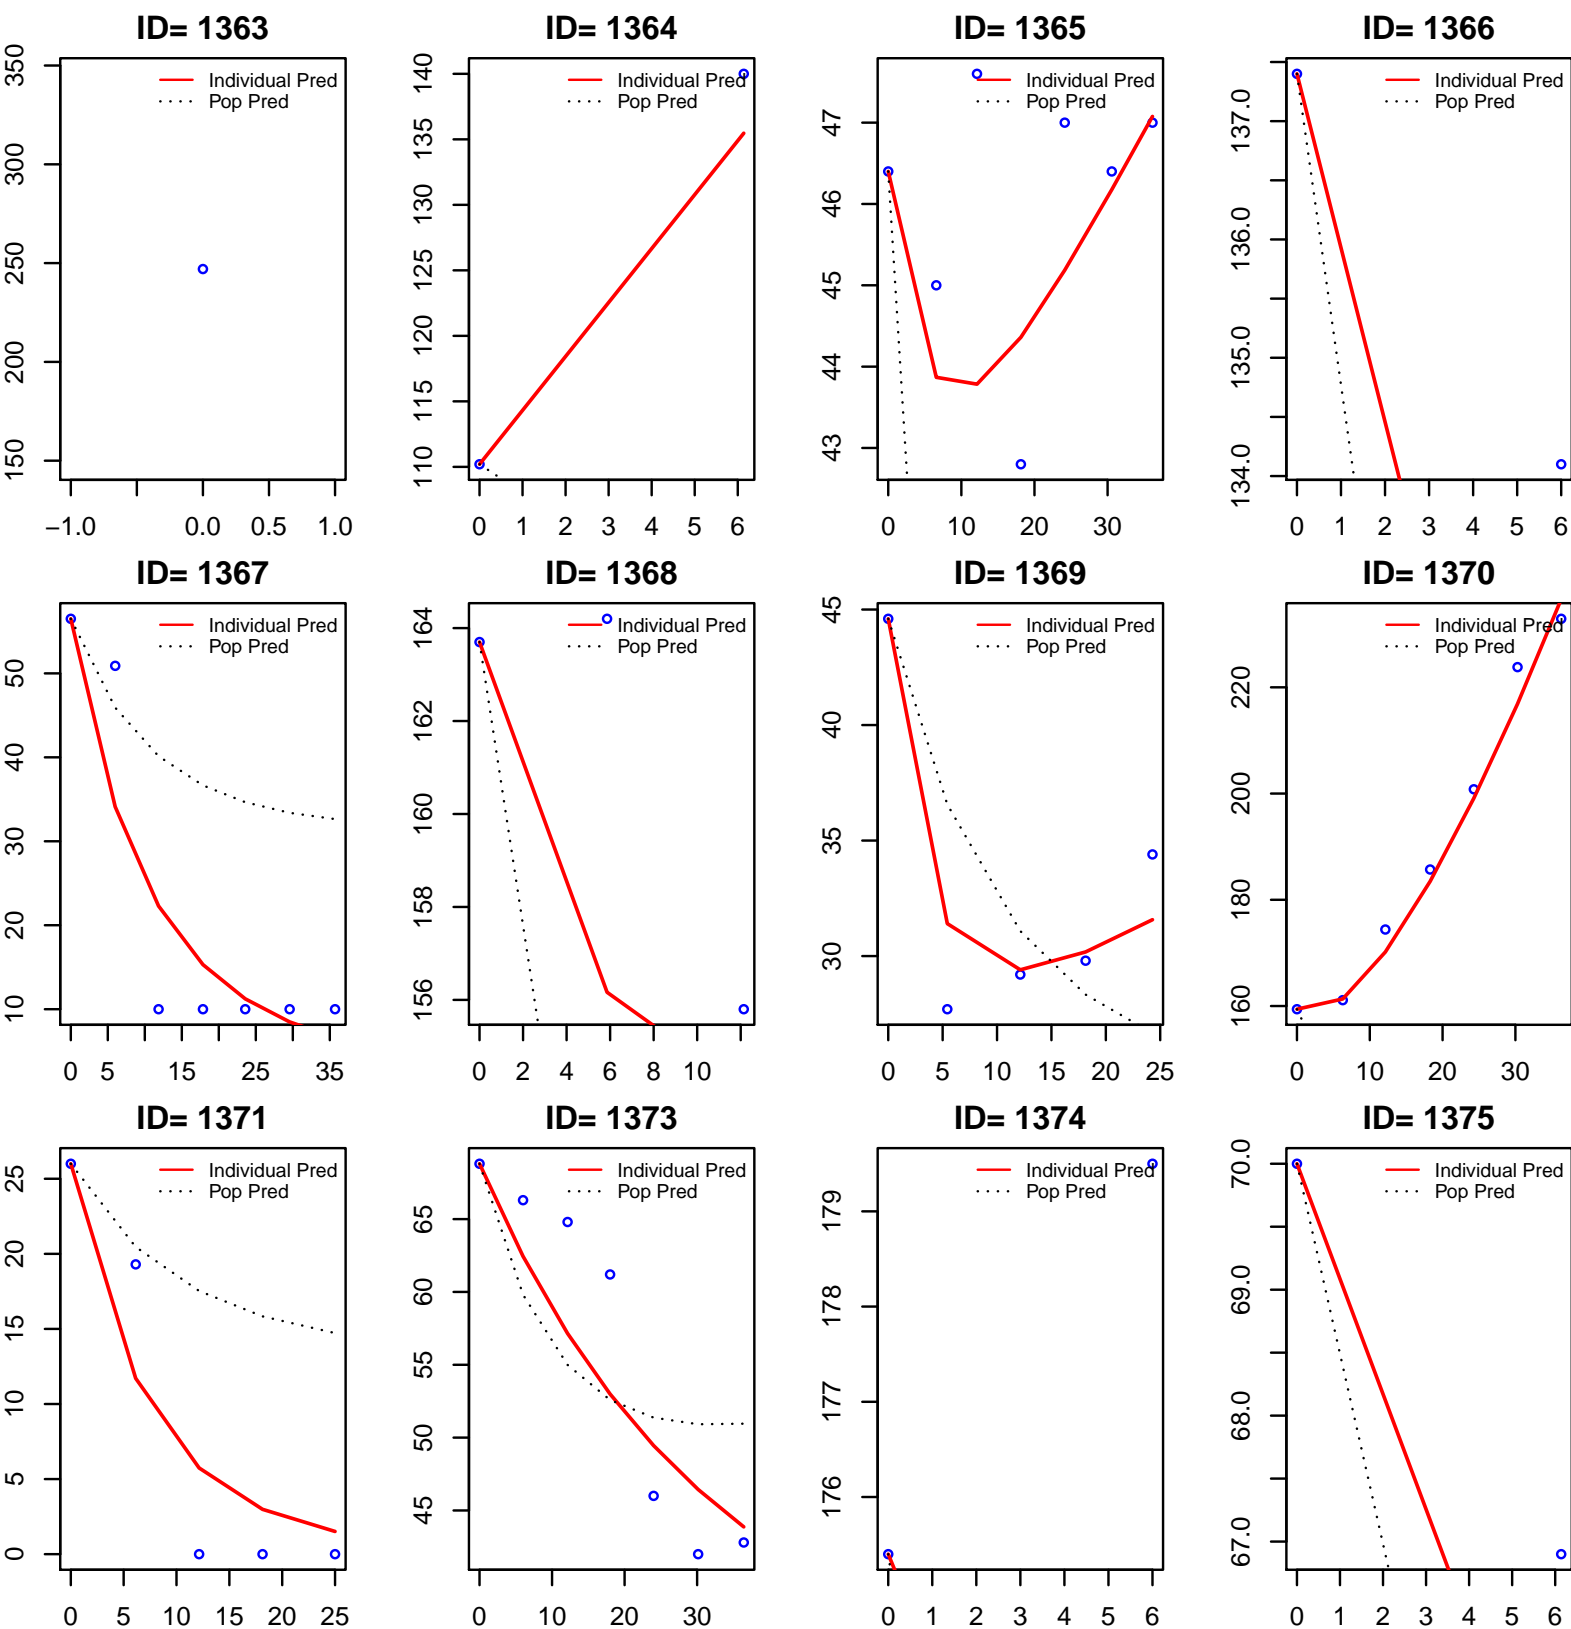 ID= 1363
ID= 1364
ID= 1365
ID= 1366
350
300
250
200
150
−1.0 0.0 0.5 1.0
Individual Pred
Pop Pred
140
135
130
125
120
115
110
0 1 2 3 4 5 6
Individual Pred
Pop Pred
47
46
45
44
43
0 10 20 30
Individual Pred
Pop Pred
137.0
136.0
135.0
134.0
0 1 2 3 4 5 6
Individual Pred
Pop Pred
ID= 1367
ID= 1368
ID= 1369
ID= 1370
50
40
30
20
10
0 5 15 25 35
Individual Pred
Pop Pred
164
162
160
158
156
0 2 4 6 8 10
Individual Pred
Pop Pred
45
40
35
30
0 5 10 15 20 25
Individual Pred
Pop Pred
220
200
180
160
0 10 20 30
Individual Pred
Pop Pred
ID= 1371
ID= 1373
ID= 1374
ID= 1375
25
20
15
10
5
0
0 5 10 15 20 25
Individual Pred
Pop Pred
65
60
55
50
45
0 10 20 30
Individual Pred
Pop Pred
179
178
177
176
0 1 2 3 4 5 6
Individual Pred
Pop Pred
70.0
69.0
68.0
67.0
0 1 2 3 4 5 6
Individual Pred
Pop Pred